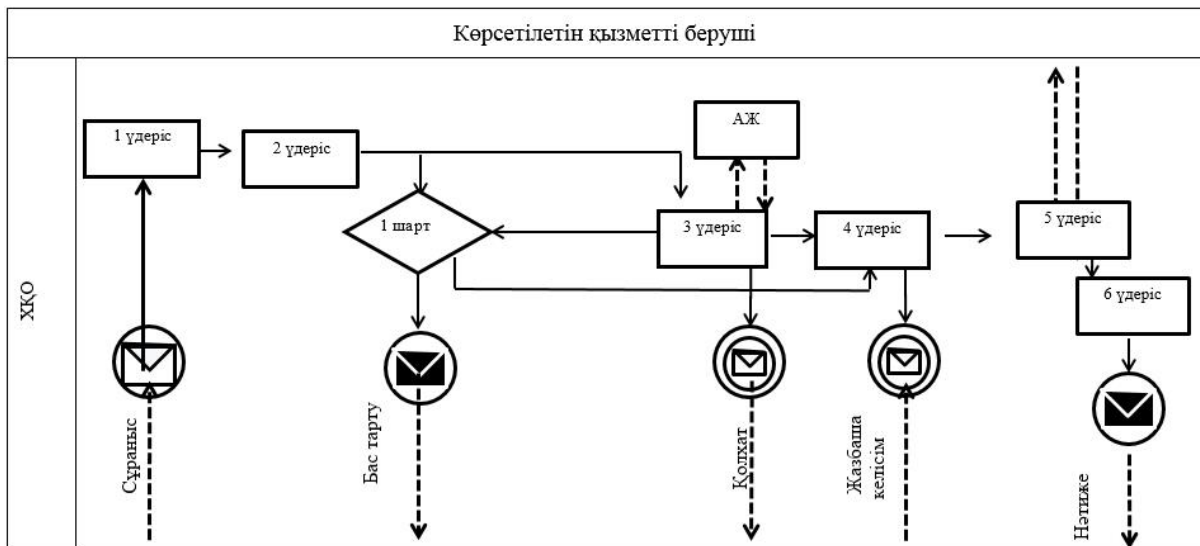 Көрсетілетін қызметті беруші
ХҚО
1 үдеріс
2 үдеріс
АЖ
1 шарт
3 үдеріс
4 үдеріс
5 үдеріс
6 үдеріс
Сұраныс
Бас тарту
Қолхат
Жазбаша
келісім
Нәтиже